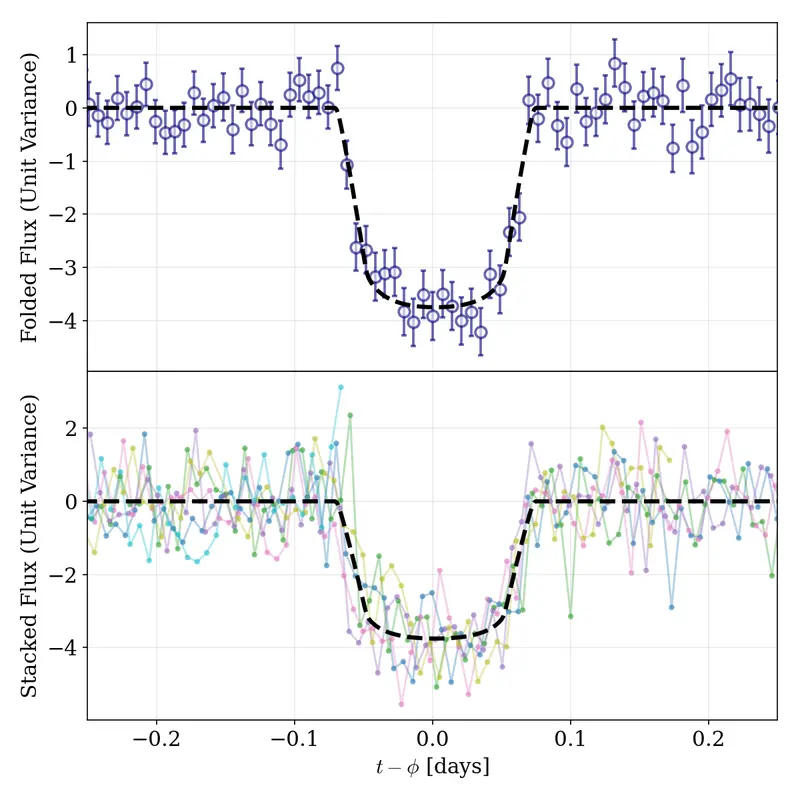 Folded Flux (Unit Variance)
1
0
−1
−2
−3
−4
Stacked Flux (Unit Variance)
2
0
−2
−4
−0.2 −0.1 0.0 0.1 0.2
t − ϕ [days]